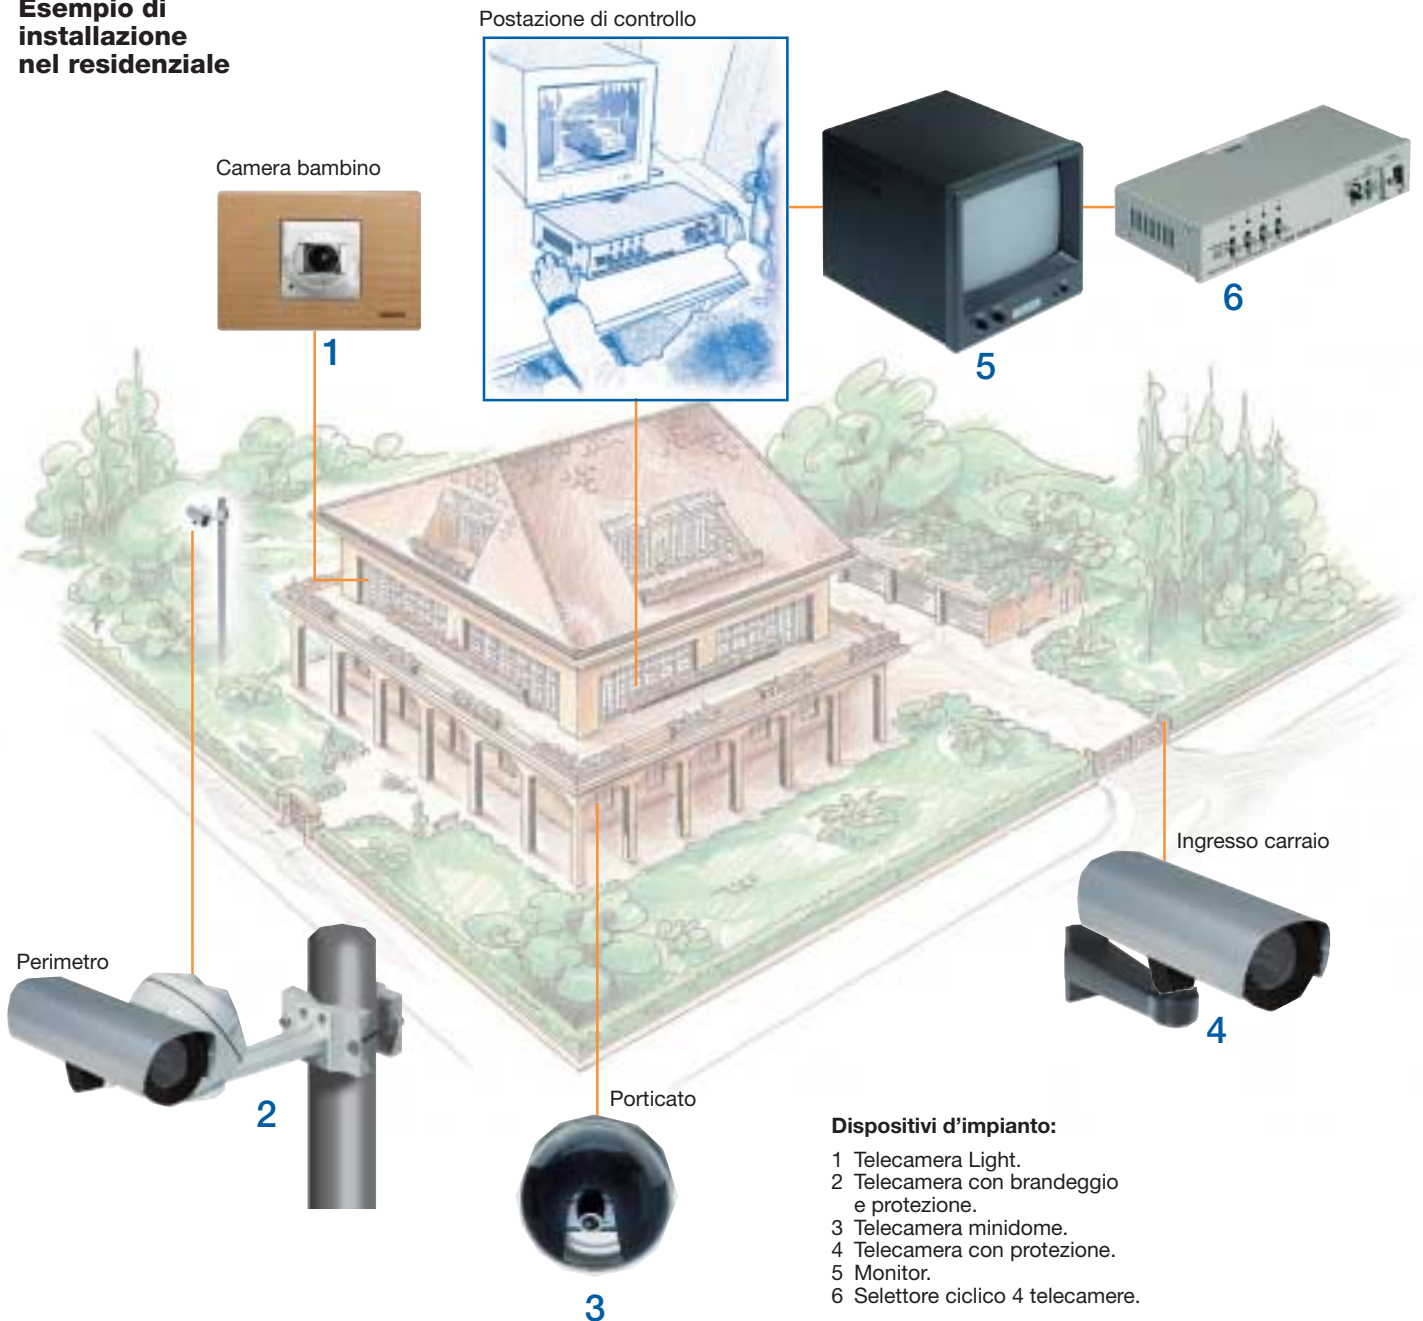 Esempio di
installazione
nel residenziale
Postazione di controllo
Camera bambino
1
5
6
Ingresso carraio
4
Perimetro
2
Porticato
3
Dispositivi d'impianto:
1 Telecamera Light.
2 Telecamera con brandeggio
e protezione.
3 Telecamera minidome.
4 Telecamera con protezione.
5 Monitor.
6 Selettore ciclico 4 telecamere.